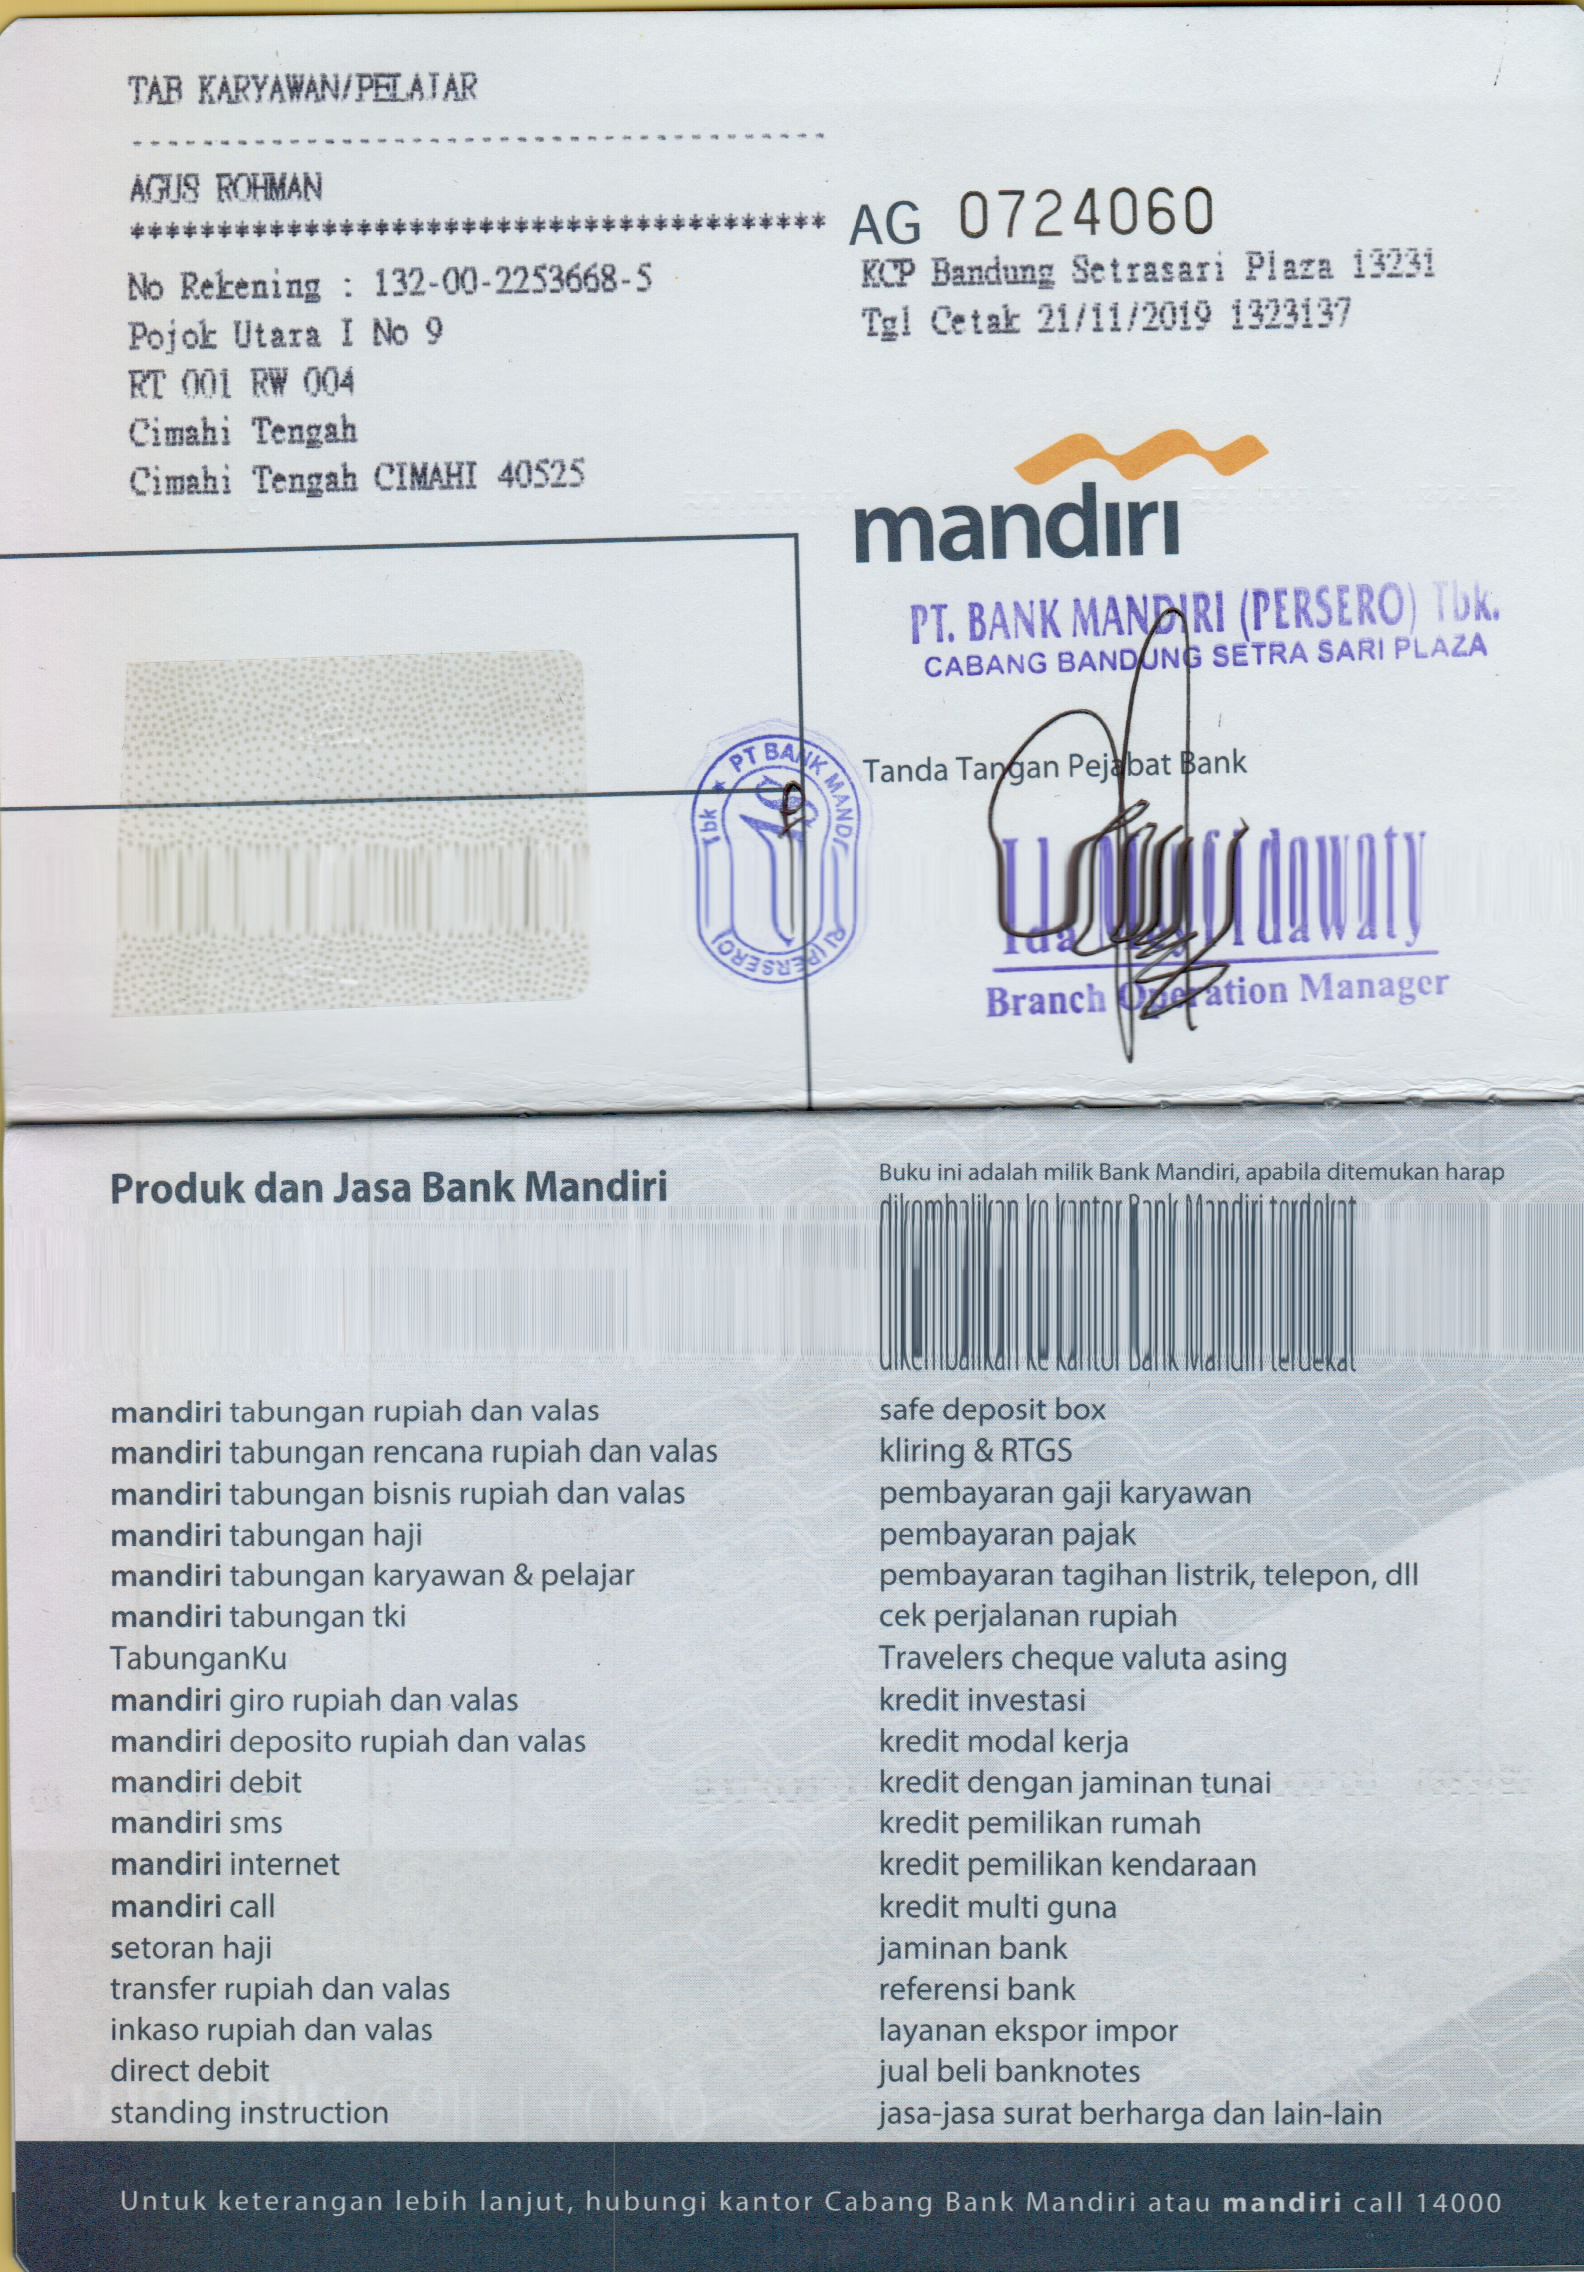 TAB KARYAWAN/PELAJAR
AGUS ROHMAN
****************************************
No Rekening : 132-00-2253668-5
Pojok Utara I No 9
RT 001 RW 004
Cimahi Tengah
Cimahi Tengah CIMAHI 40525
AG 0724060
KCP Bandung Setrasari Plaza 13231
Tgl Cetak 21/11/2019 1323137
mandiri
PT. BANK MANDIRI (PERSERO) Tbk.
CABANG BANDUNG SETRA SARI PLAZA
Tanda Tangan Pejabat Bank
PT BANK MANDIRI (PERSERO) Tbk
Ida
Branch Operation Manager
Produk dan Jasa Bank Mandiri
mandiri tabungan rupiah dan valas
mandiri tabungan rencana rupiah dan valas
mandiri tabungan bisnis rupiah dan valas
mandiri tabungan haji
mandiri tabungan karyawan & pelajar
mandiri tabungan tki
TabunganKu
mandiri giro rupiah dan valas
mandiri deposito rupiah dan valas
mandiri debit
mandiri sms
mandiri internet
mandiri call
setoran haji
transfer rupiah dan valas
inkaso rupiah dan valas
direct debit
standing instruction
Buku ini adalah milik Bank Mandiri, apabila ditemukan harap
dikembalikan ke kantor Bank Mandiri terdekat
safe deposit box
kliring & RTGS
pembayaran gaji karyawan
pembayaran pajak
pembayaran tagihan listrik, telepon, dll
cek perjalanan rupiah
Travelers cheque valuta asing
kredit investasi
kredit modal kerja
kredit dengan jaminan tunai
kredit pemilikan rumah
kredit pemilikan kendaraan
kredit multi guna
jaminan bank
referensi bank
layanan ekspor impor
jual beli banknotes
jasa-jasa surat berharga dan lain-lain
Untuk keterangan lebih lanjut, hubungi kantor Cabang Bank Mandiri atau mandiri call 14000